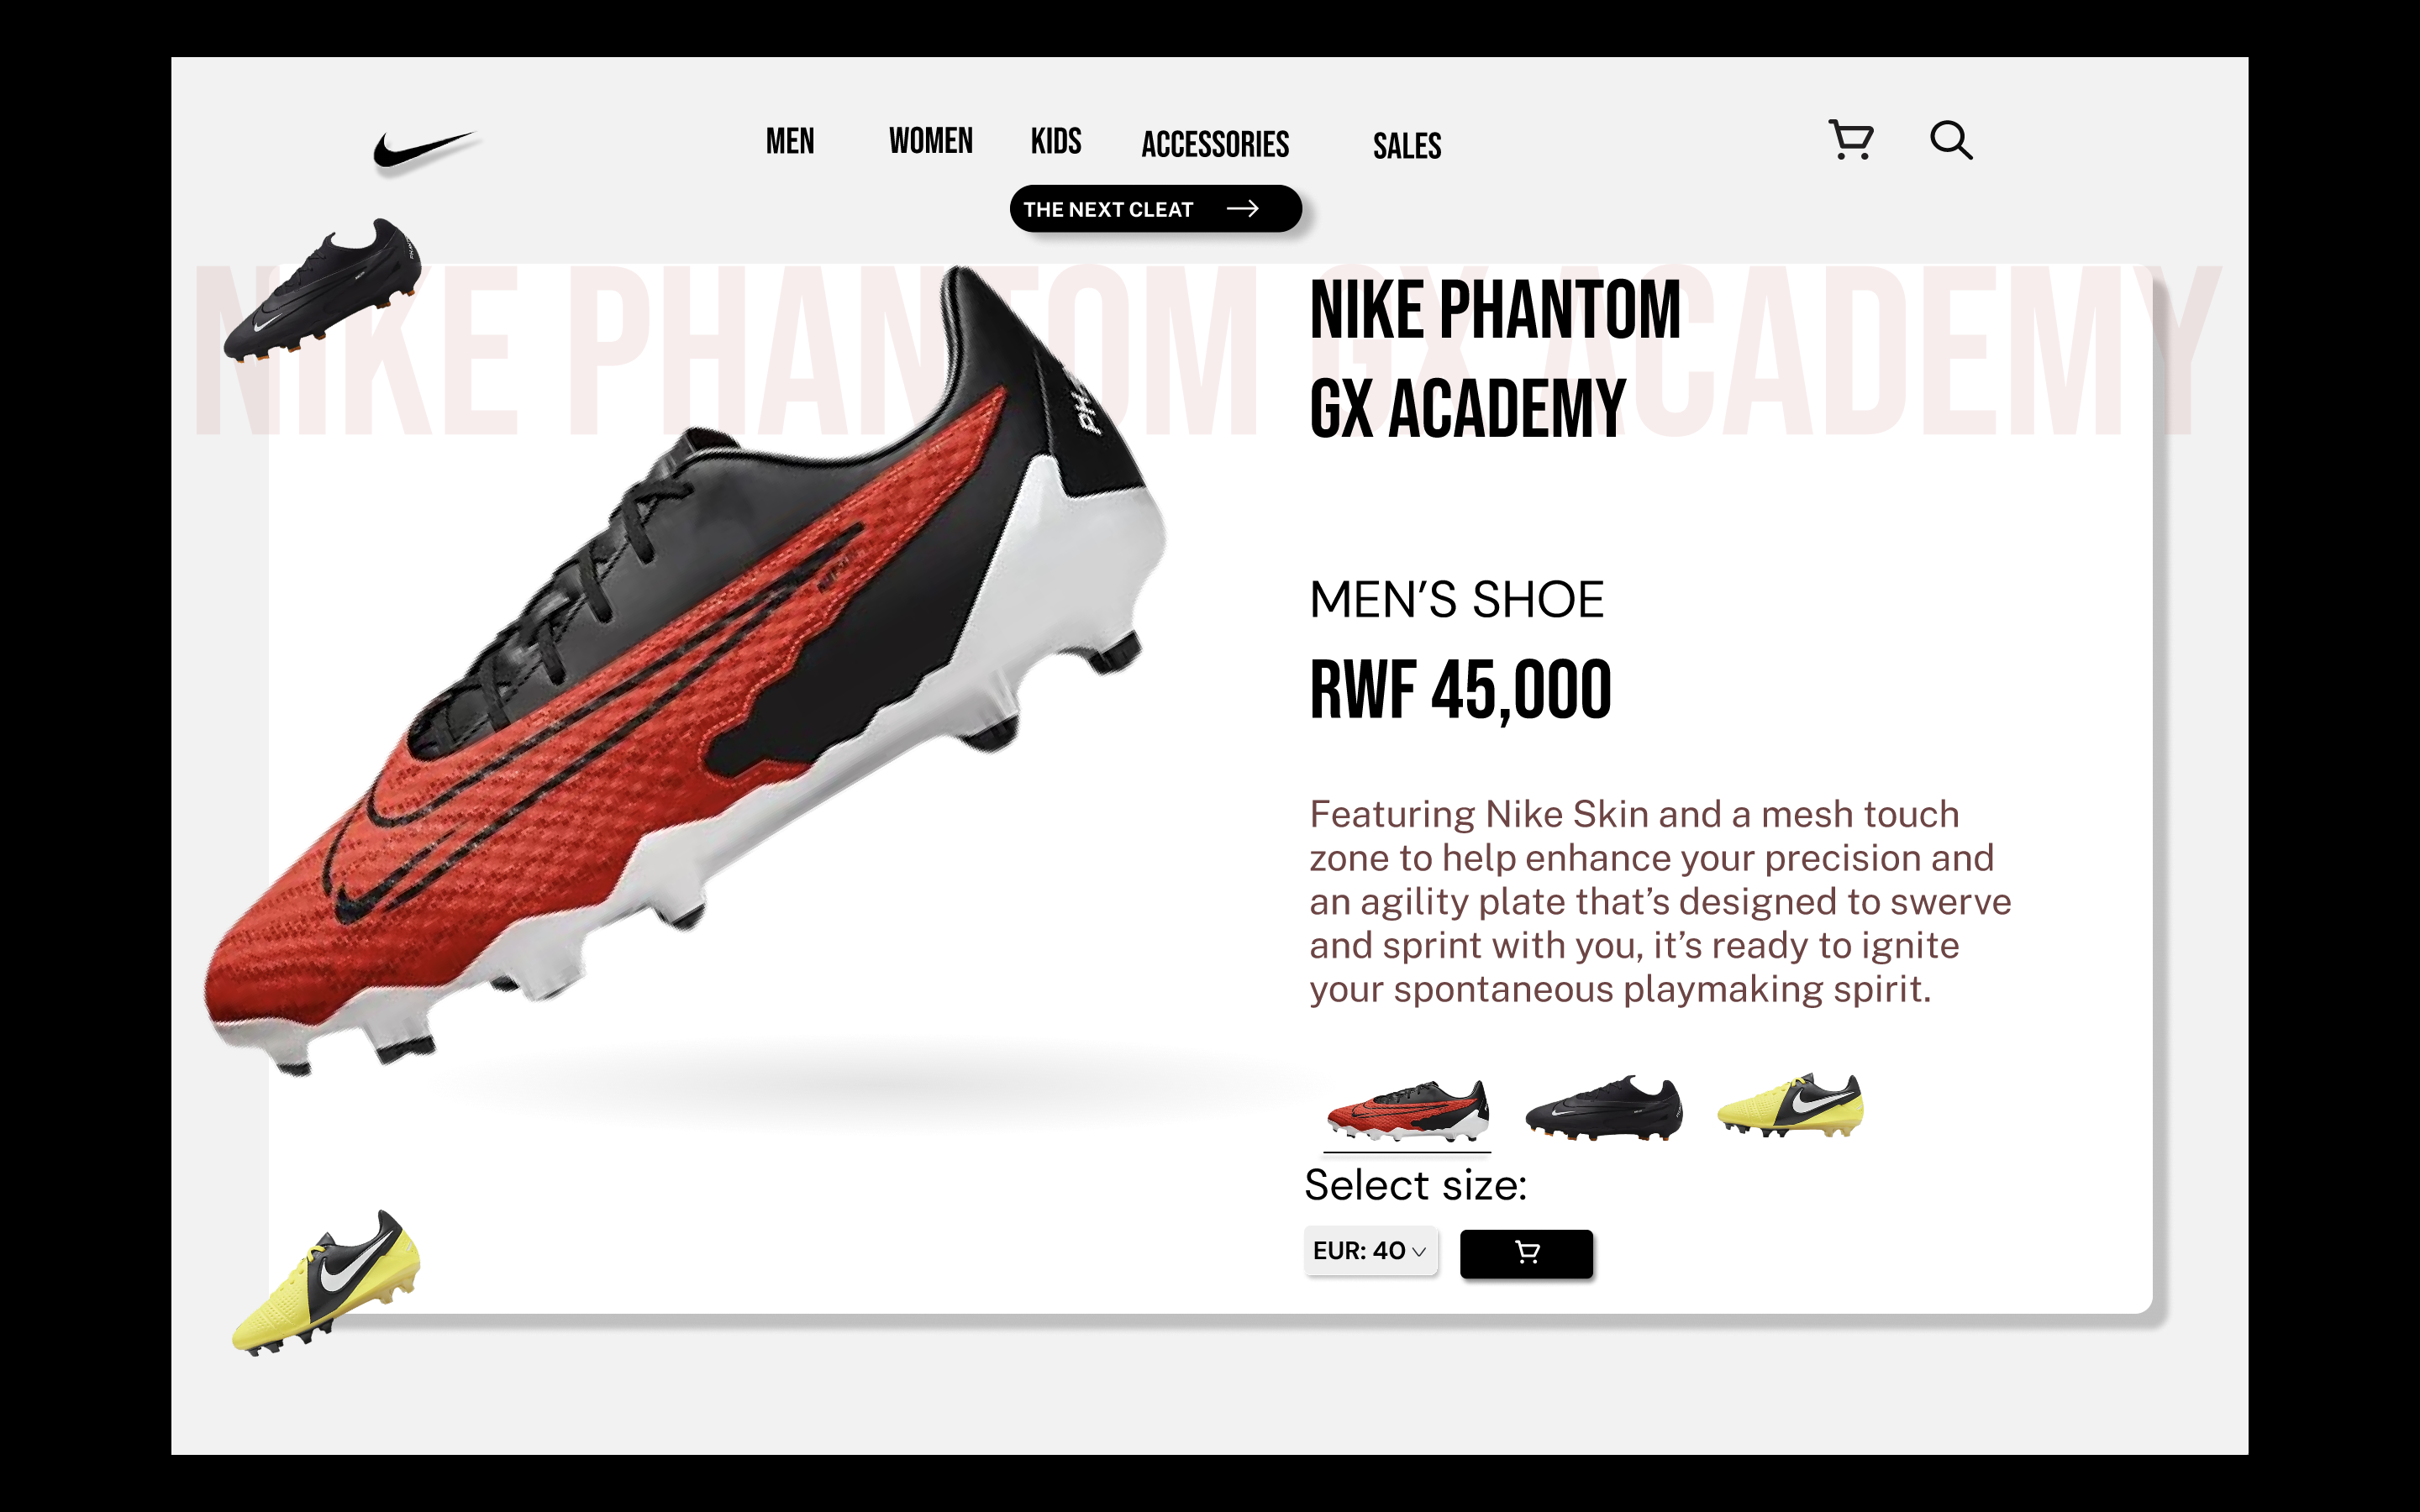 MEN WOMEN KIDS ACCESSORIES SALES
THE NEXT CLEAT
NIKE PHANTOM GX ACADEMY
NIKE PHANTOM
GX ACADEMY
MEN’S SHOE
RWF 45,000
Featuring Nike Skin and a mesh touch
zone to help enhance your precision and
an agility plate that’s designed to swerve
and sprint with you, it’s ready to ignite
your spontaneous playmaking spirit.
Select size:
EUR: 40